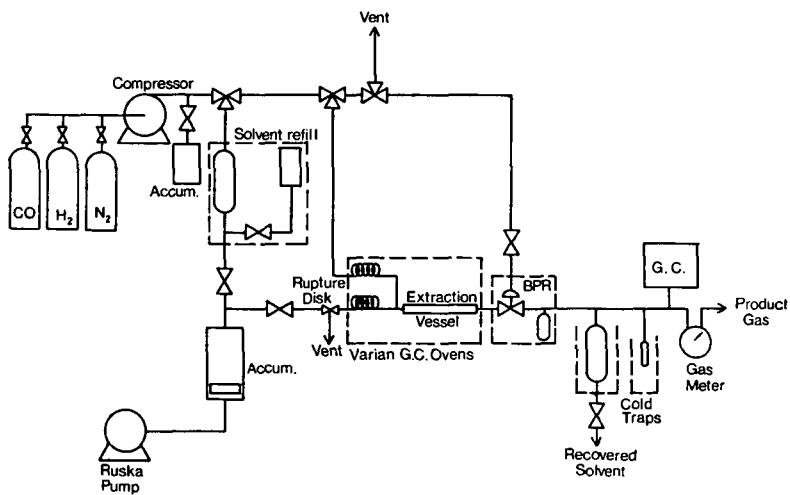 Vent
Compressor
Solvent refill
Accum.
CO
H₂
N₂
Rupture
Disk
Extraction
Vessel
BPR
G. C.
Product
Gas
Vent
Varian G.C. Ovens
Accum.
Gas
Meter
Cold
Traps
Ruska
Pump
Recovered
Solvent